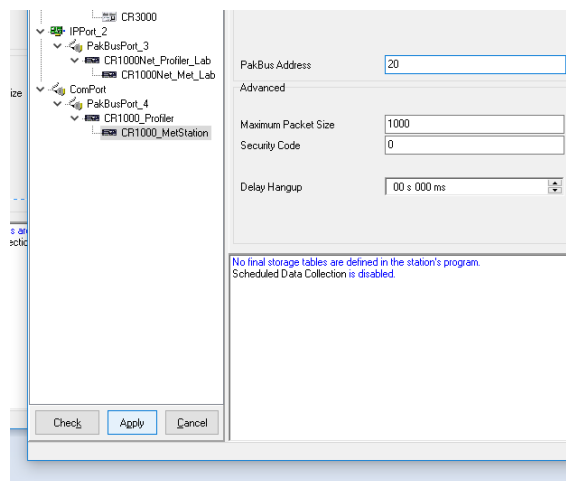 CR3000
IPPort_2
PakBusPort_3
CR1000Net_Profiler_Lab
CR1000Net_Met_Lab
ComPort
PakBusPort_4
CR1000_Profiler
CR1000_MetStation
PakBus Address
20
Advanced
Maximum Packet Size
1000
Security Code
0
Delay Hangup
00 s 000 ms
ize
s are
ectic
No final storage tables are defined in the station's program.
Scheduled Data Collection is disabled.
Check
Apply
Cancel